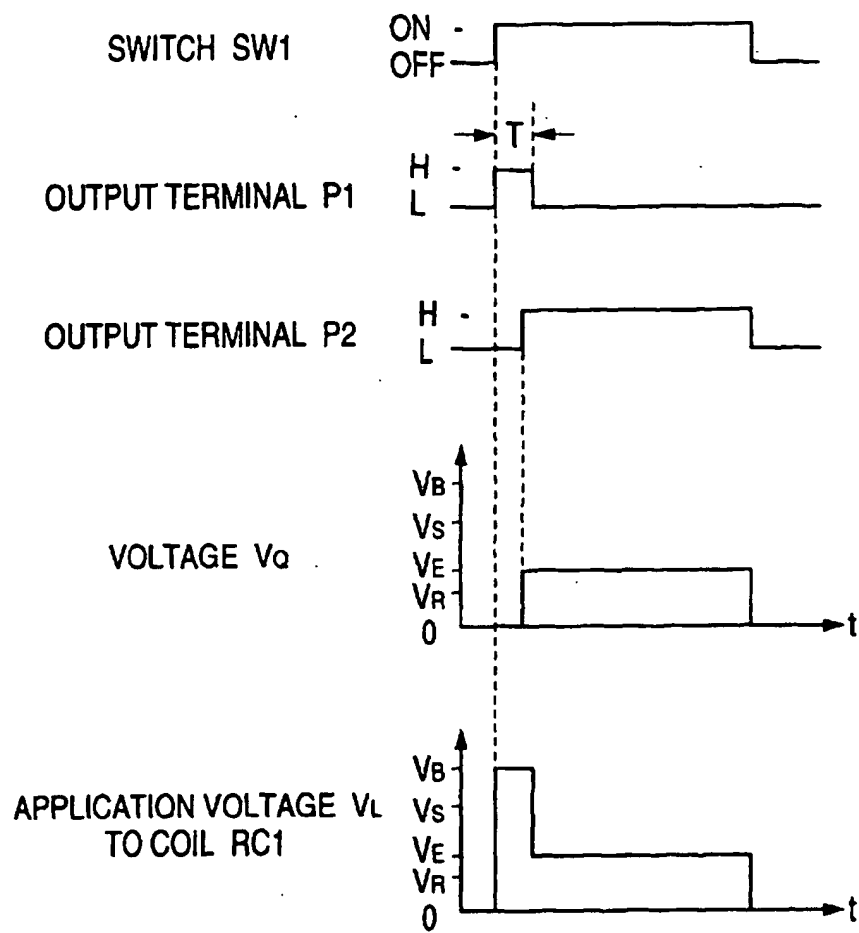 SWITCH SW1
ON
OFF
T
OUTPUT TERMINAL P1
H
L
OUTPUT TERMINAL P2
H
L
VOLTAGE VQ
VB
VS
VE
VR
0
t
APPLICATION VOLTAGE VL
TO COIL RC1
VB
VS
VE
VR
0
t